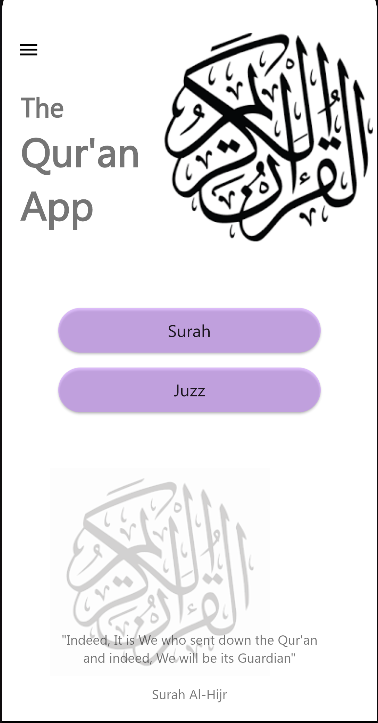 The
Qur'an
App
القرآن الكريم
Surah
Juzz
القرآن الكريم
"Indeed, It is We who sent down the Qur'an
and indeed, We will be its Guardian"
Surah Al-Hijr